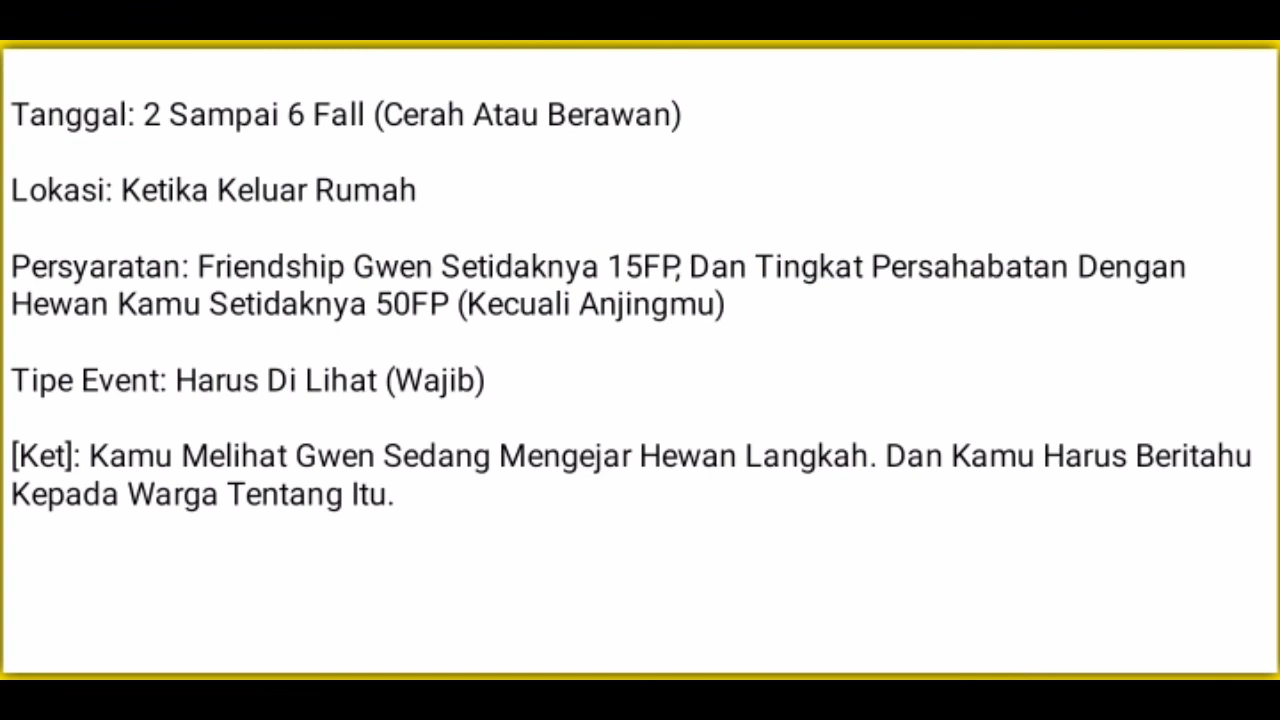 Tanggal: 2 Sampai 6 Fall (Cerah Atau Berawan)
Lokasi: Ketika Keluar Rumah
Persyaratan: Friendship Gwen Setidaknya 15FP, Dan Tingkat Persahabatan Dengan
Hewan Kamu Setidaknya 50FP (Kecuali Anjingmu)
Tipe Event: Harus Di Lihat (Wajib)
[Ket]: Kamu Melihat Gwen Sedang Mengejar Hewan Langkah. Dan Kamu Harus Beritahu
Kepada Warga Tentang Itu.